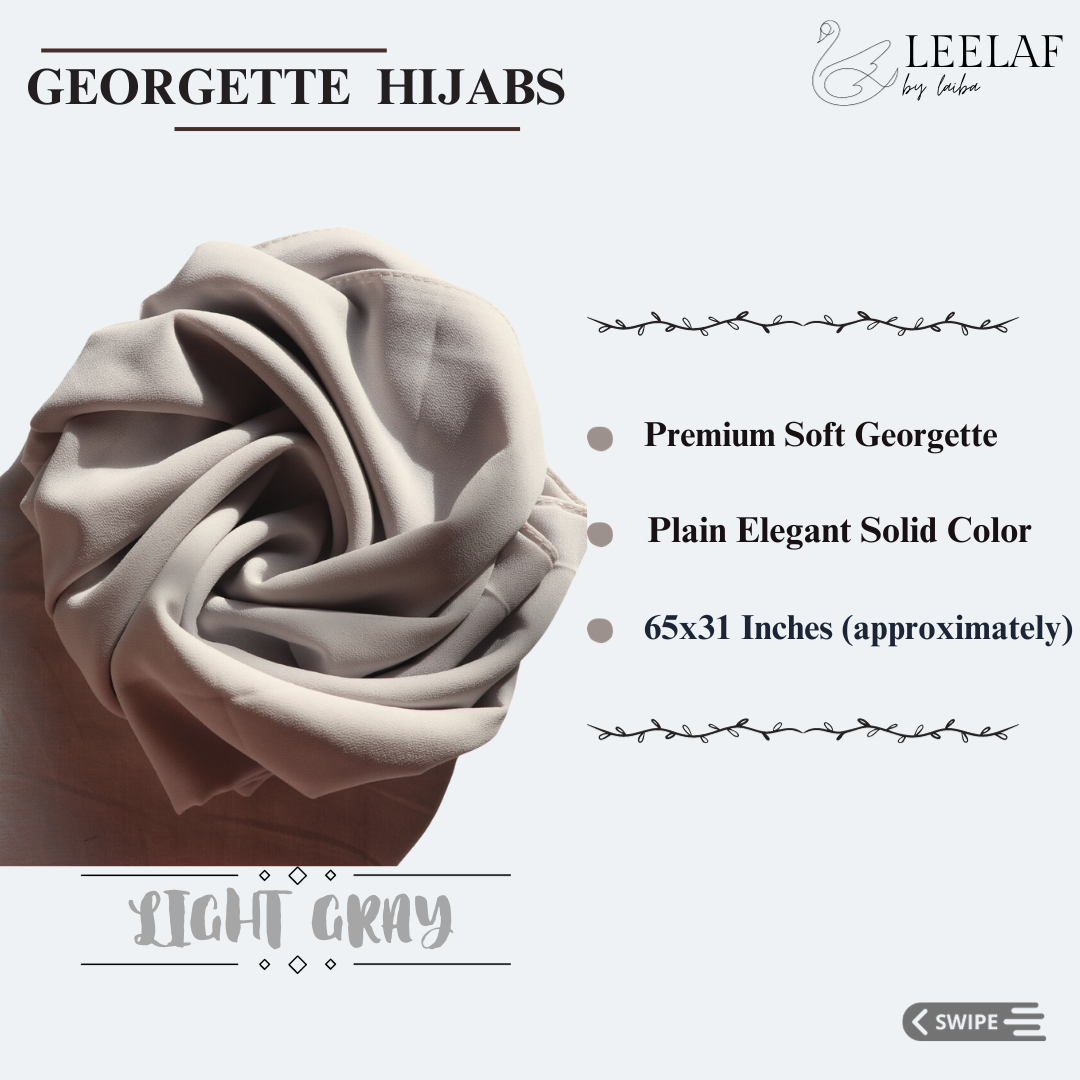 GEORGETTE HIJABS
LEELAF
by laiba
Premium Soft Georgette
Plain Elegant Solid Color
65x31 Inches (approximately)
LIGHT GRAY
SWIPE